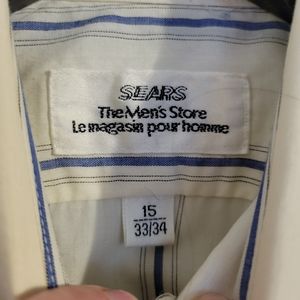 SEARS
The Men's Store
Le magasin pour homme
15
33/34